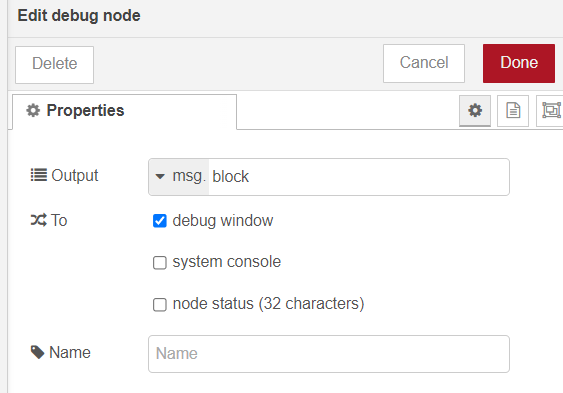 Edit debug node
Delete
Cancel
Done
Properties
Output
msg. block
To
debug window
system console
node status (32 characters)
Name
Name